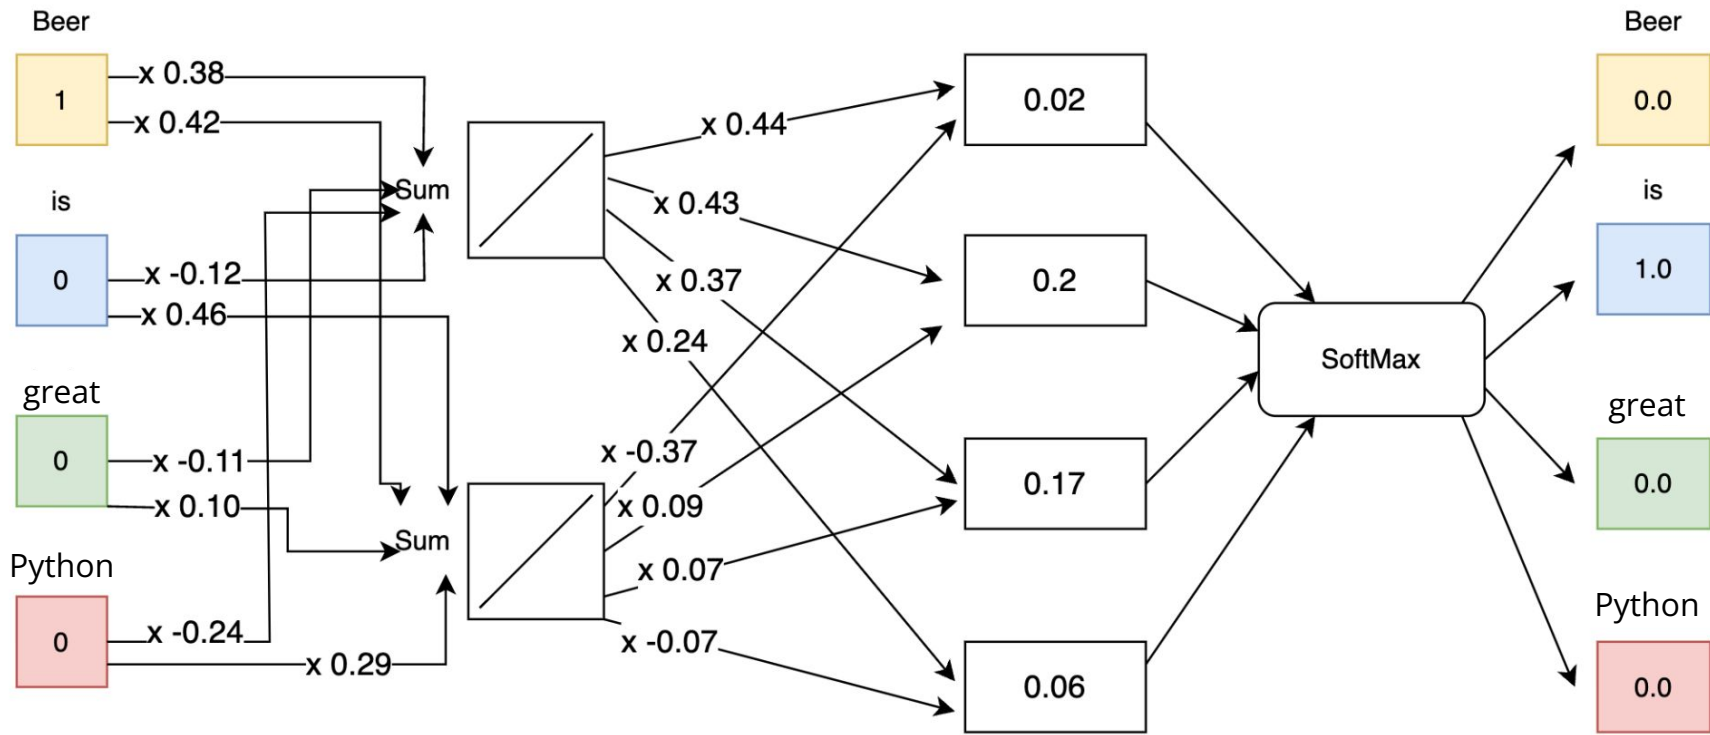 Beer
1
x 0.38
x 0.42
is
0
x -0.12
x 0.46
great
0
x -0.11
x 0.10
Python
0
x -0.24
x 0.29
Sum
Sum
x 0.44
x 0.43
x 0.37
x 0.24
x -0.37
x 0.09
x 0.07
x -0.07
0.02
0.2
0.17
0.06
SoftMax
Beer
0.0
is
1.0
great
0.0
Python
0.0